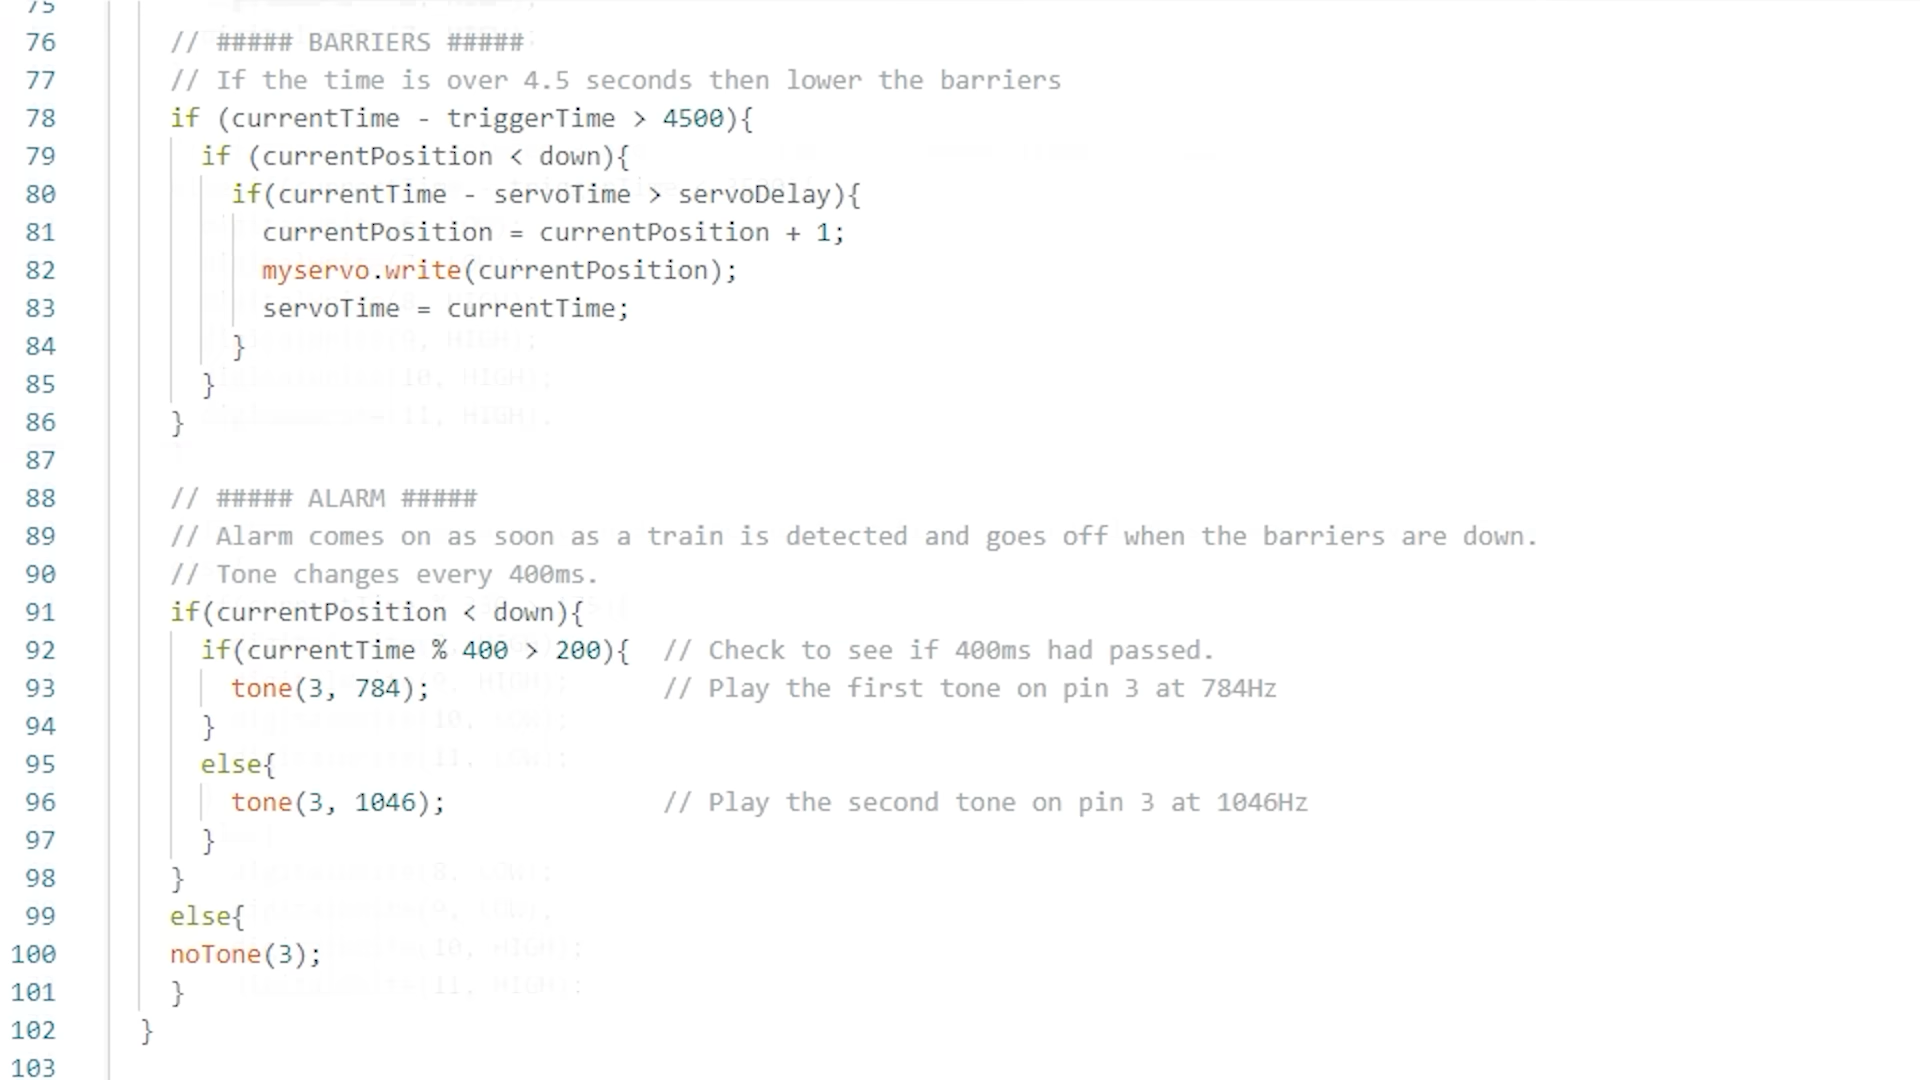 75
76 // ##### BARRIERS #####
77 // If the time is over 4.5 seconds then lower the barriers
78 if (currentTime - triggerTime > 4500){
79 if (currentPosition < down){
80 if(currentTime - servoTime > servoDelay){
81 currentPosition = currentPosition + 1;
82 myservo.write(currentPosition);
83 servoTime = currentTime;
84 }
85 }
86 }
87
88 // ##### ALARM #####
89 // Alarm comes on as soon as a train is detected and goes off when the barriers are down.
90 // Tone changes every 400ms.
91 if(currentPosition < down){
92 if(currentTime % 400 > 200){ // Check to see if 400ms had passed.
93 tone(3, 784); // Play the first tone on pin 3 at 784Hz
94 }
95 else{
96 tone(3, 1046); // Play the second tone on pin 3 at 1046Hz
97 }
98 }
99 else{
100 noTone(3);
101 }
102 }
103